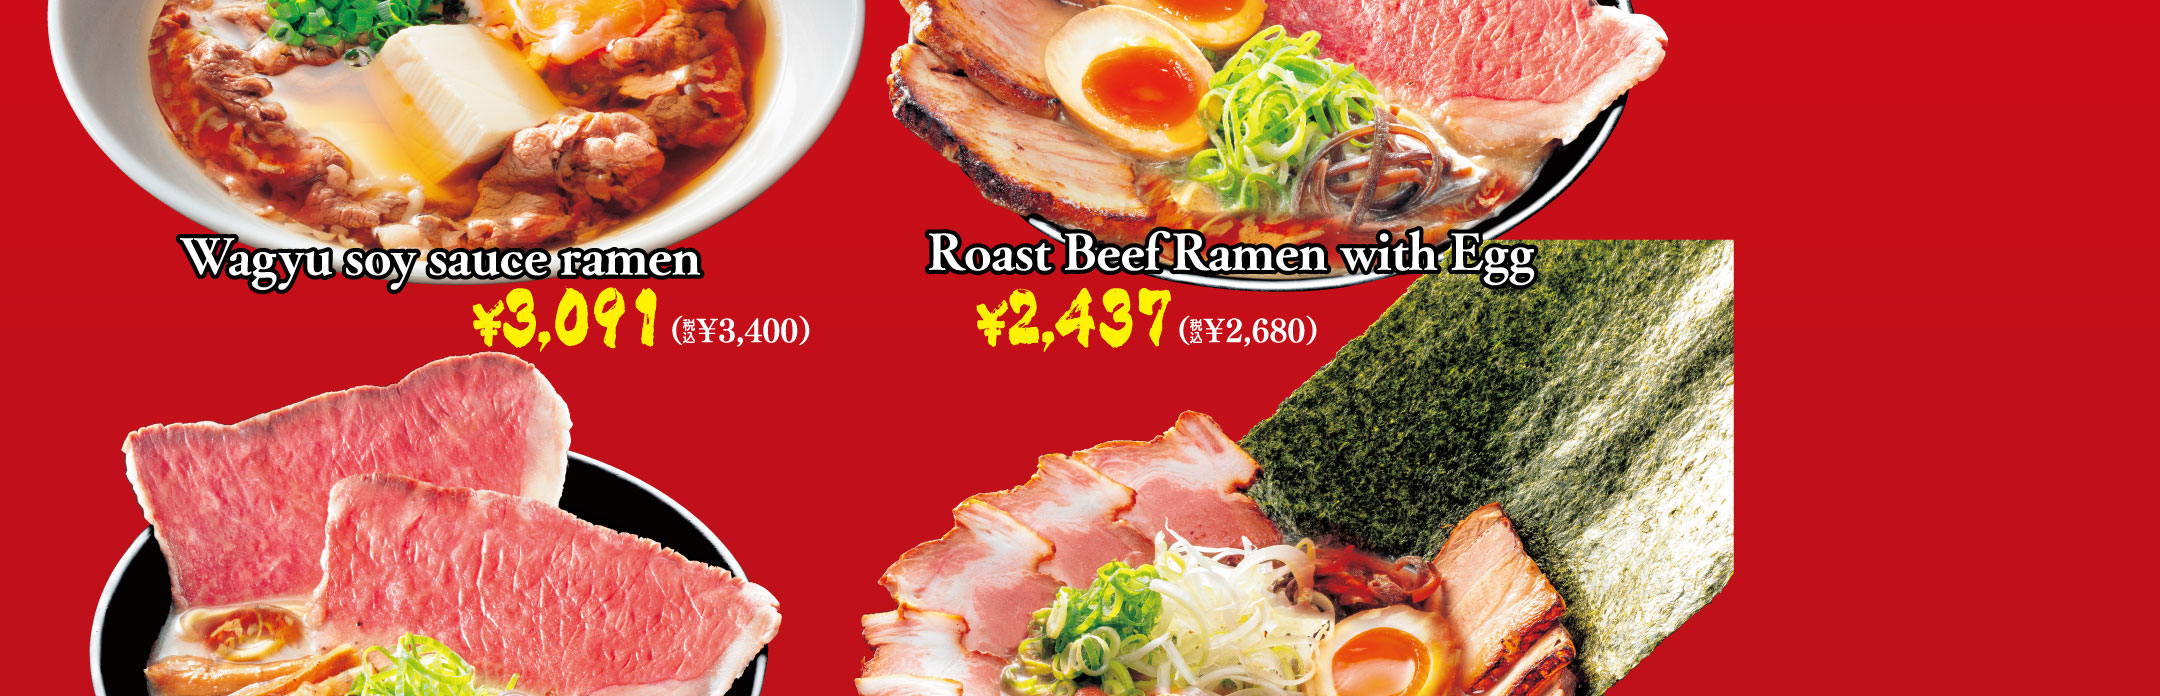 Wagyu soy sauce ramen
¥3,091 (税込¥3,400)
Roast Beef Ramen with Egg
¥2,437 (税込¥2,680)